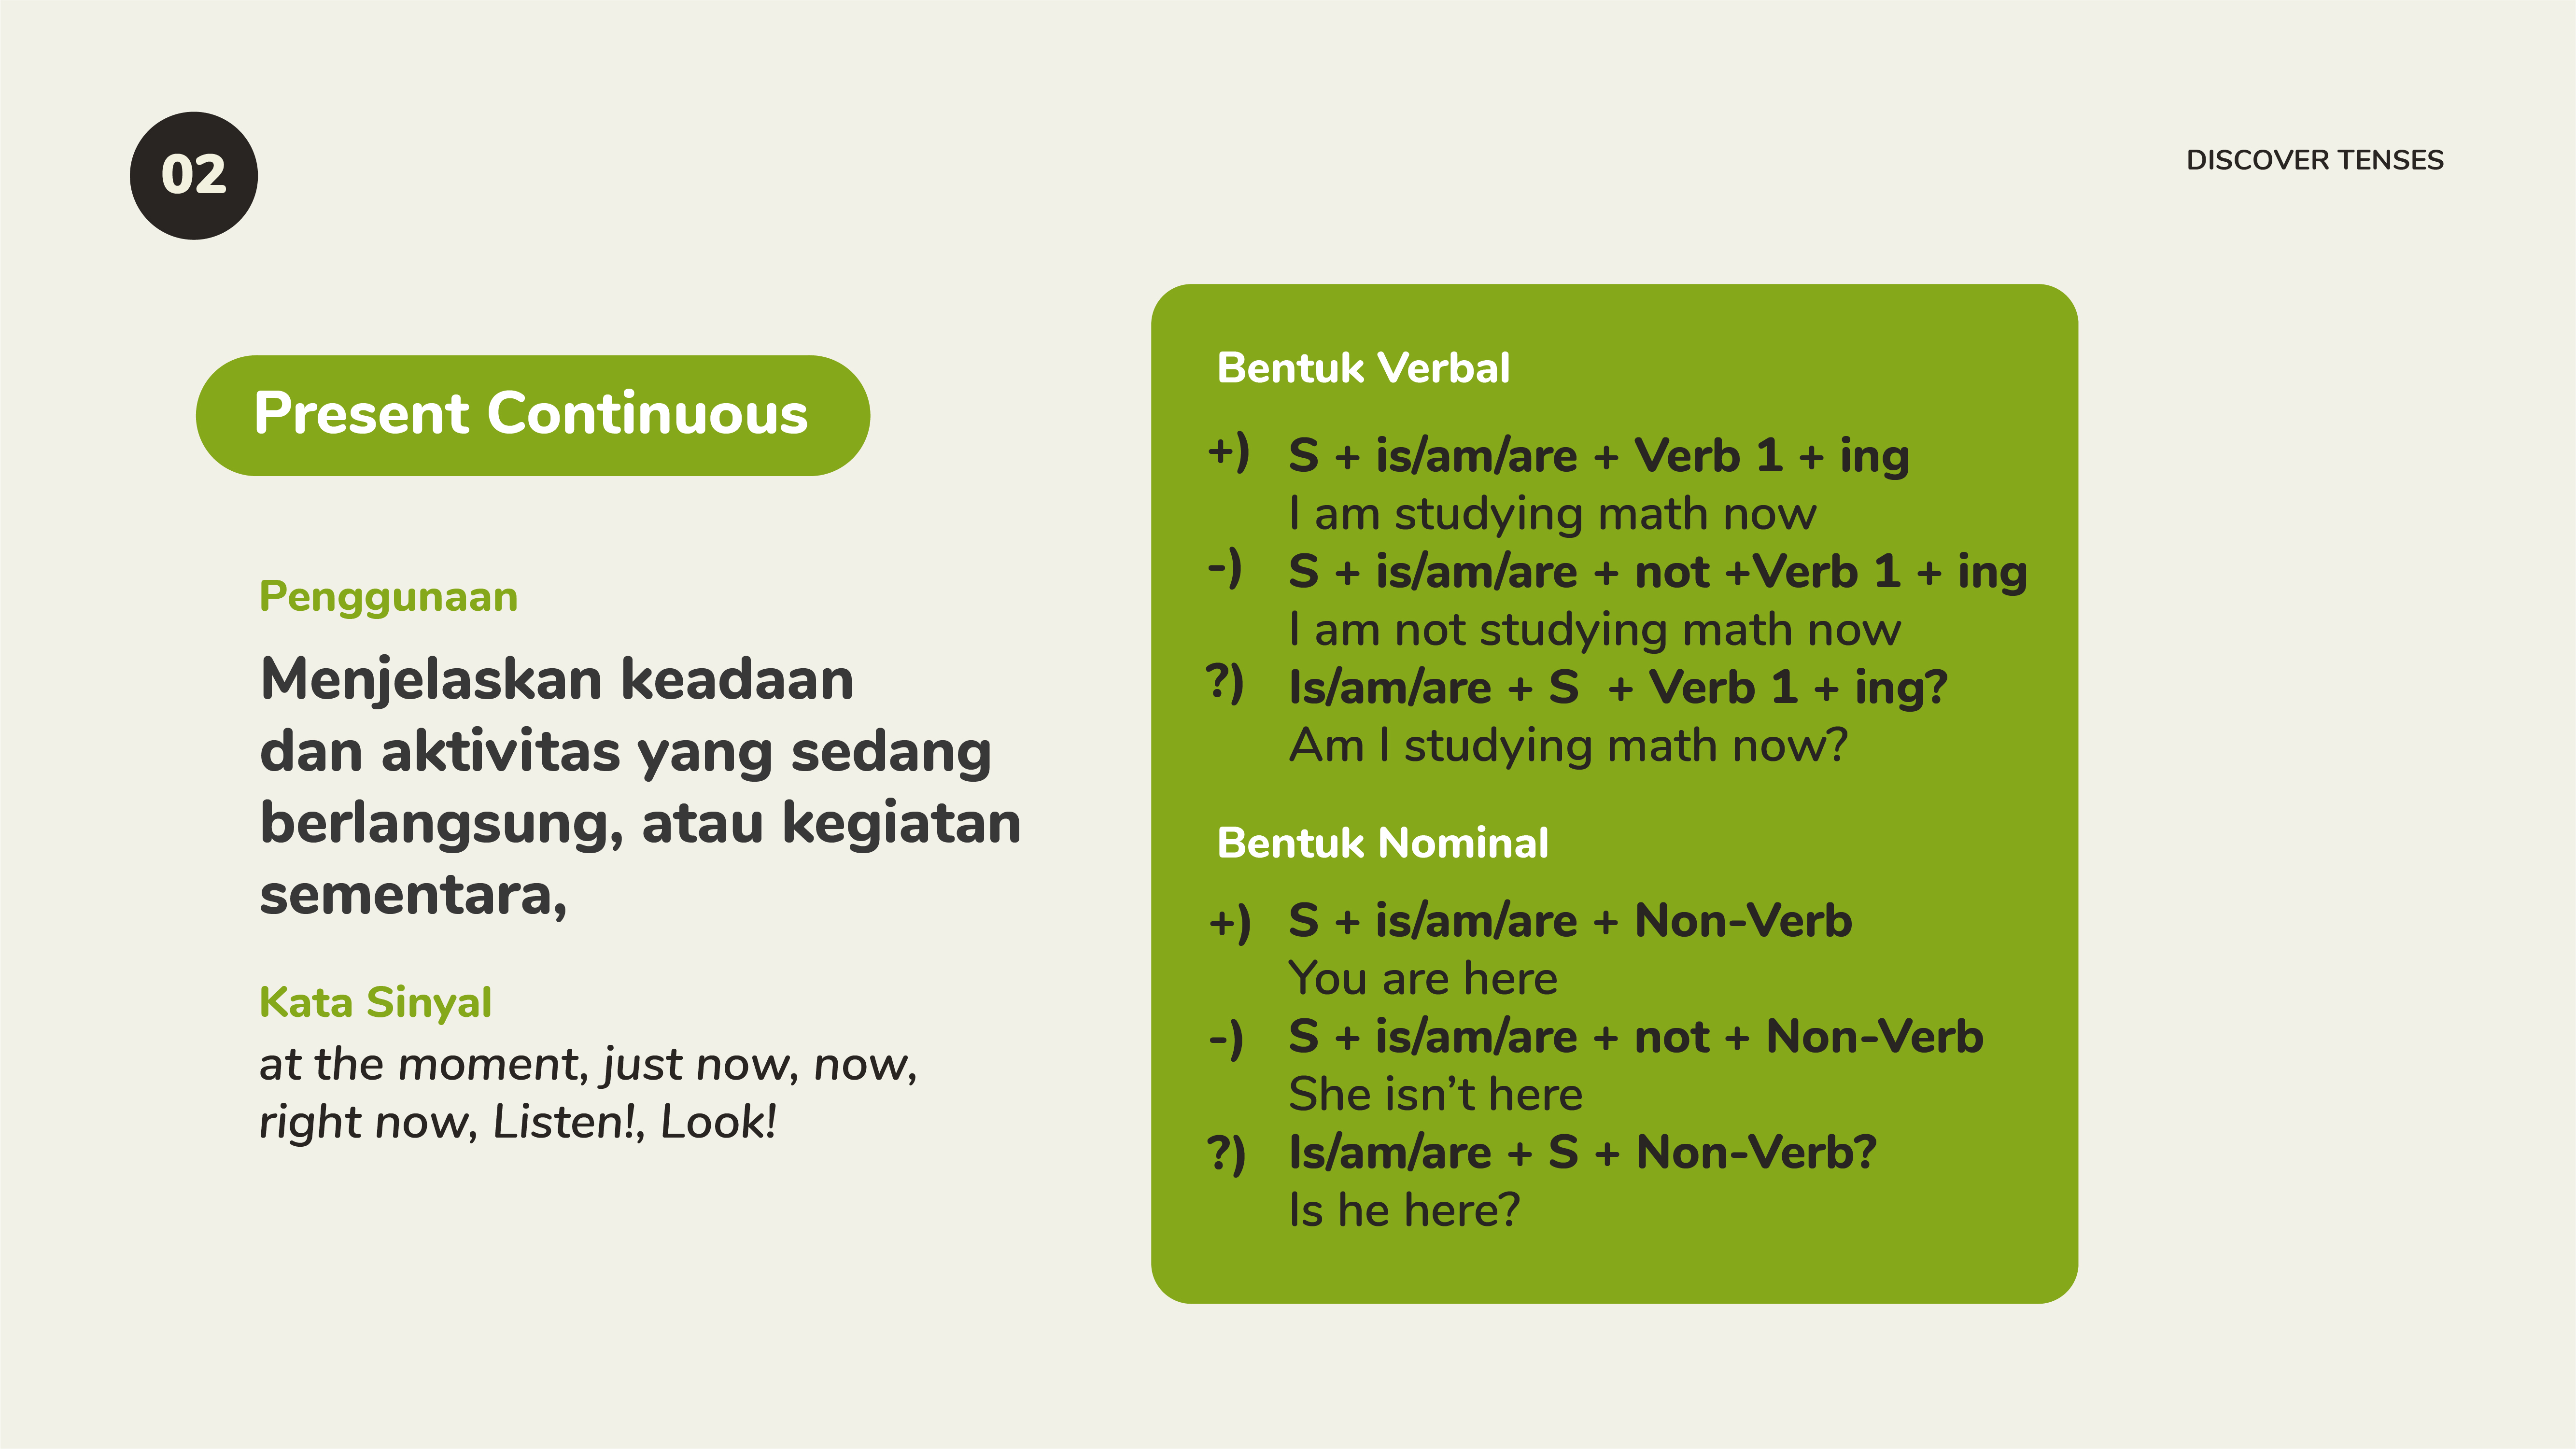 02
DISCOVER TENSES
Present Continuous
Penggunaan
Menjelaskan keadaan
dan aktivitas yang sedang
berlangsung, atau kegiatan
sementara,
Kata Sinyal
at the moment, just now, now,
right now, Listen!, Look!
Bentuk Verbal
+) S + is/am/are + Verb 1 + ing
I am studying math now
-) S + is/am/are + not +Verb 1 + ing
I am not studying math now
?) Is/am/are + S + Verb 1 + ing?
Am I studying math now?
Bentuk Nominal
+) S + is/am/are + Non-Verb
You are here
-) S + is/am/are + not + Non-Verb
She isn’t here
?) Is/am/are + S + Non-Verb?
Is he here?